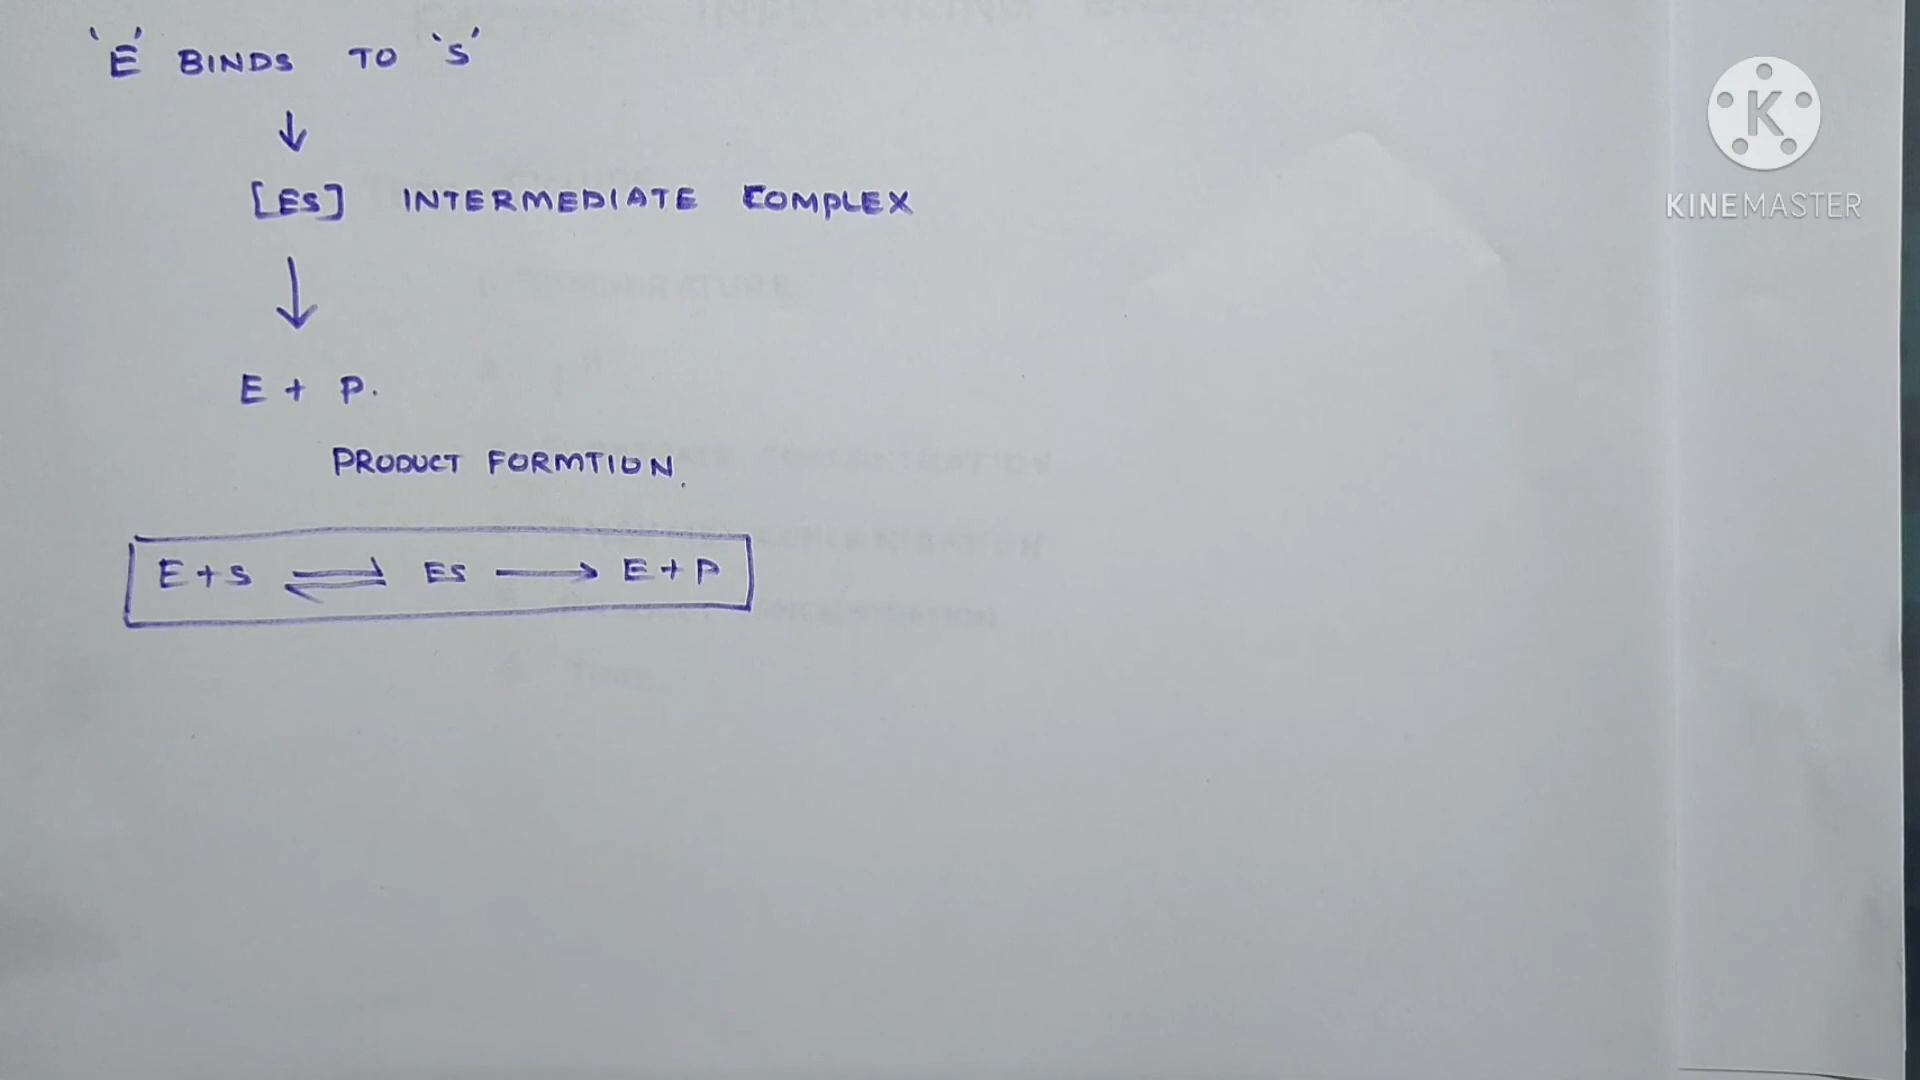 'E' BINDS TO 'S'
↓
[ES] INTERMEDIATE COMPLEX
↓
E + P.
PRODUCT FORMTION.
E+S ⇌ ES → E+P
K
KINEMASTER